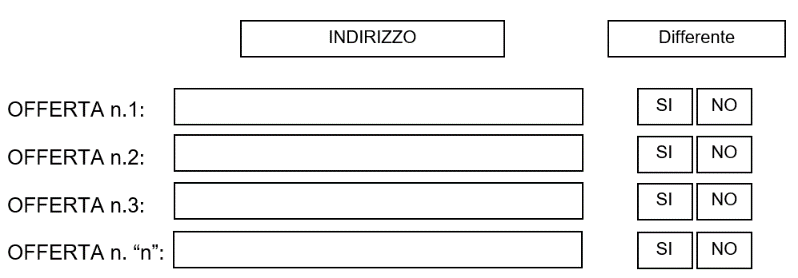 INDIRIZZO Differente
OFFERTA n.1: SI NO
OFFERTA n.2: SI NO
OFFERTA n.3: SI NO
OFFERTA n. “n”: SI NO